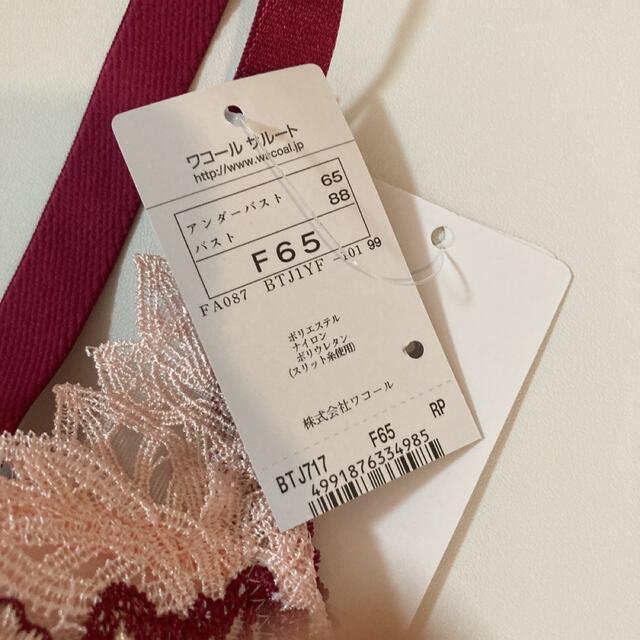 ワコール サルート
http://www.wacoal.jp
アンダーバスト 65
バスト 88
F65
FA087 BTJ1YF -101 99
ポリエステル
ナイロン
ポリウレタン
(スリット糸使用)
株式会社ワコール
BTJ717 F65 RP
4991876334985